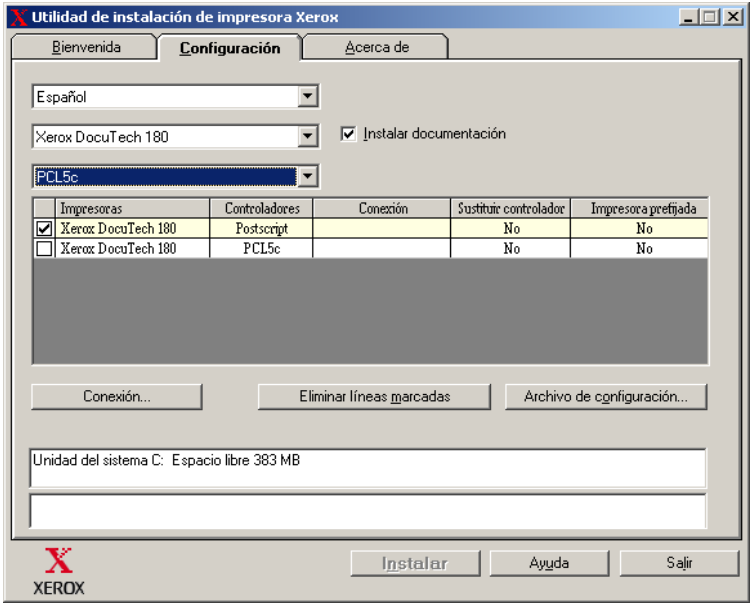 Utilidad de instalación de impresora Xerox
Bienvenida Configuración Acerca de
Español
Xerox DocuTech 180 Instalar documentación
PCL5c
Impresoras Controladores Conexión Sustituir controlador Impresora prefijada
Xerox DocuTech 180 Postscript No No
Xerox DocuTech 180 PCL5c No No
Conexión... Eliminar líneas marcadas Archivo de configuración...
Unidad del sistema C: Espacio libre 383 MB
Instalar Ayuda Salir
XEROX